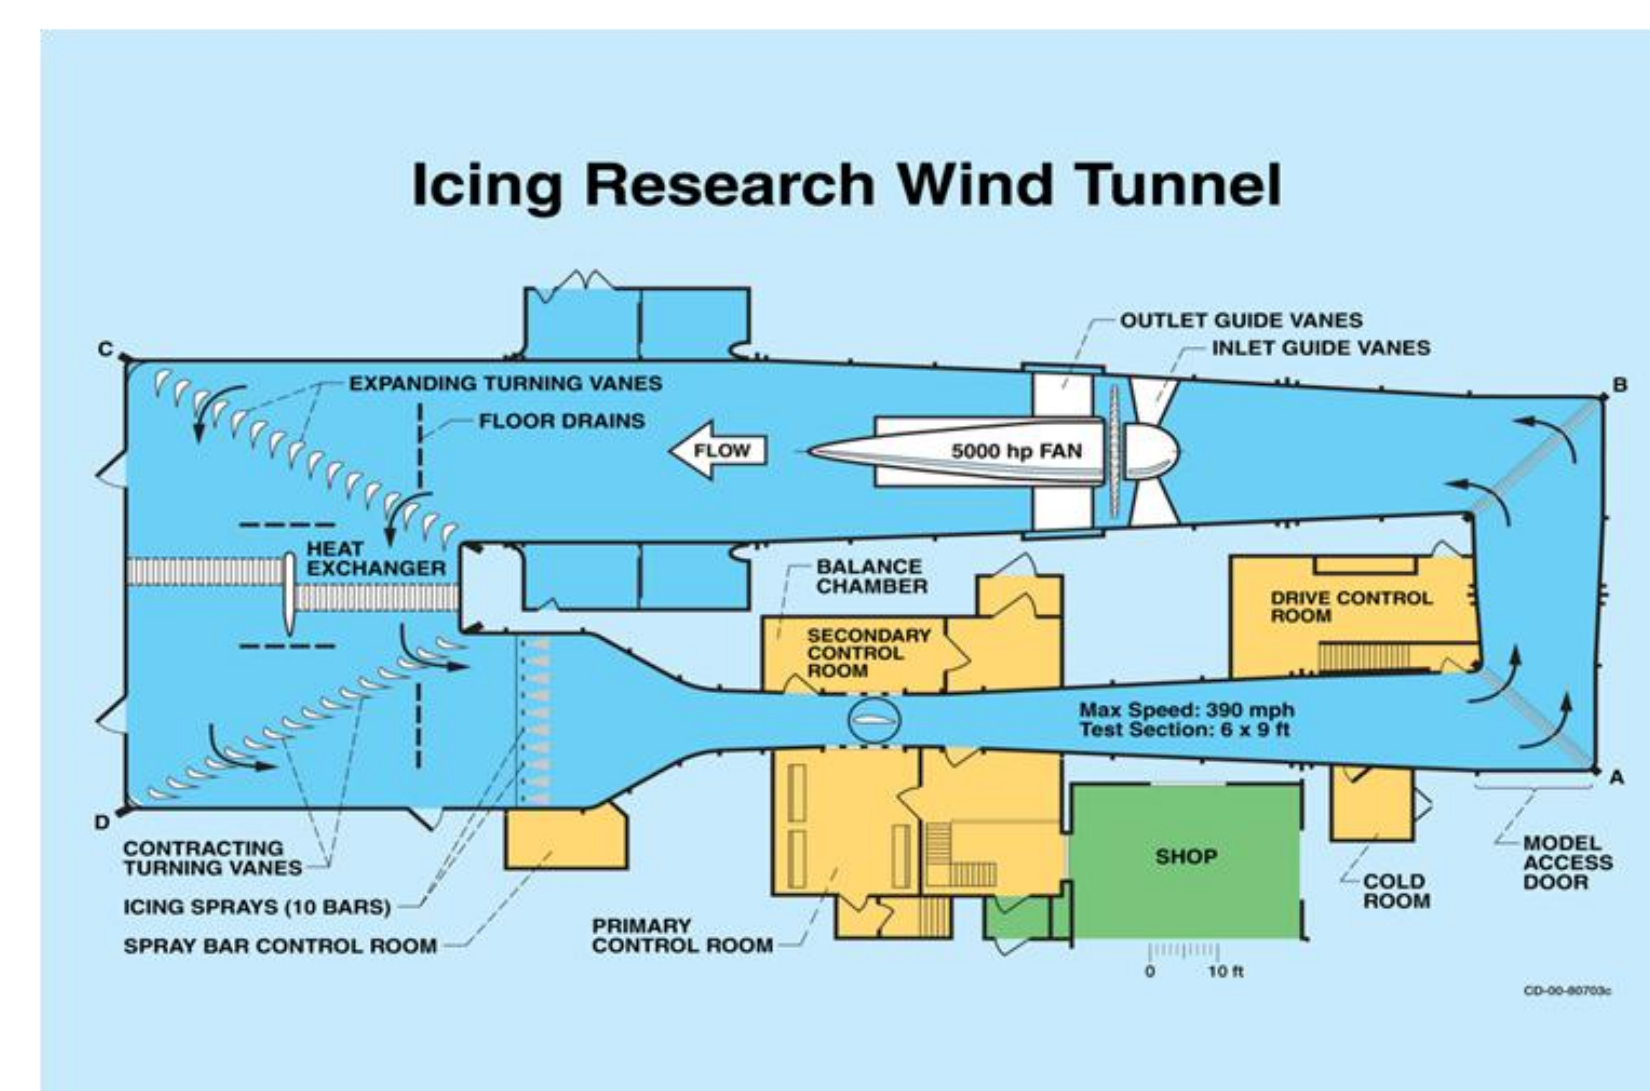 Icing Research Wind Tunnel
OUTLET GUIDE VANES
INLET GUIDE VANES
C
B
EXPANDING TURNING VANES
FLOOR DRAINS
FLOW
5000 hp FAN
HEAT
EXCHANGER
BALANCE
CHAMBER
DRIVE CONTROL
ROOM
SECONDARY
CONTROL
ROOM
Max Speed: 390 mph
Test Section: 6 x 9 ft
A
D
CONTRACTING
TURNING VANES
ICING SPRAYS (10 BARS)
SPRAY BAR CONTROL ROOM
PRIMARY
CONTROL ROOM
SHOP
COLD
ROOM
MODEL
ACCESS
DOOR
0 10 ft
CD-00-80703c